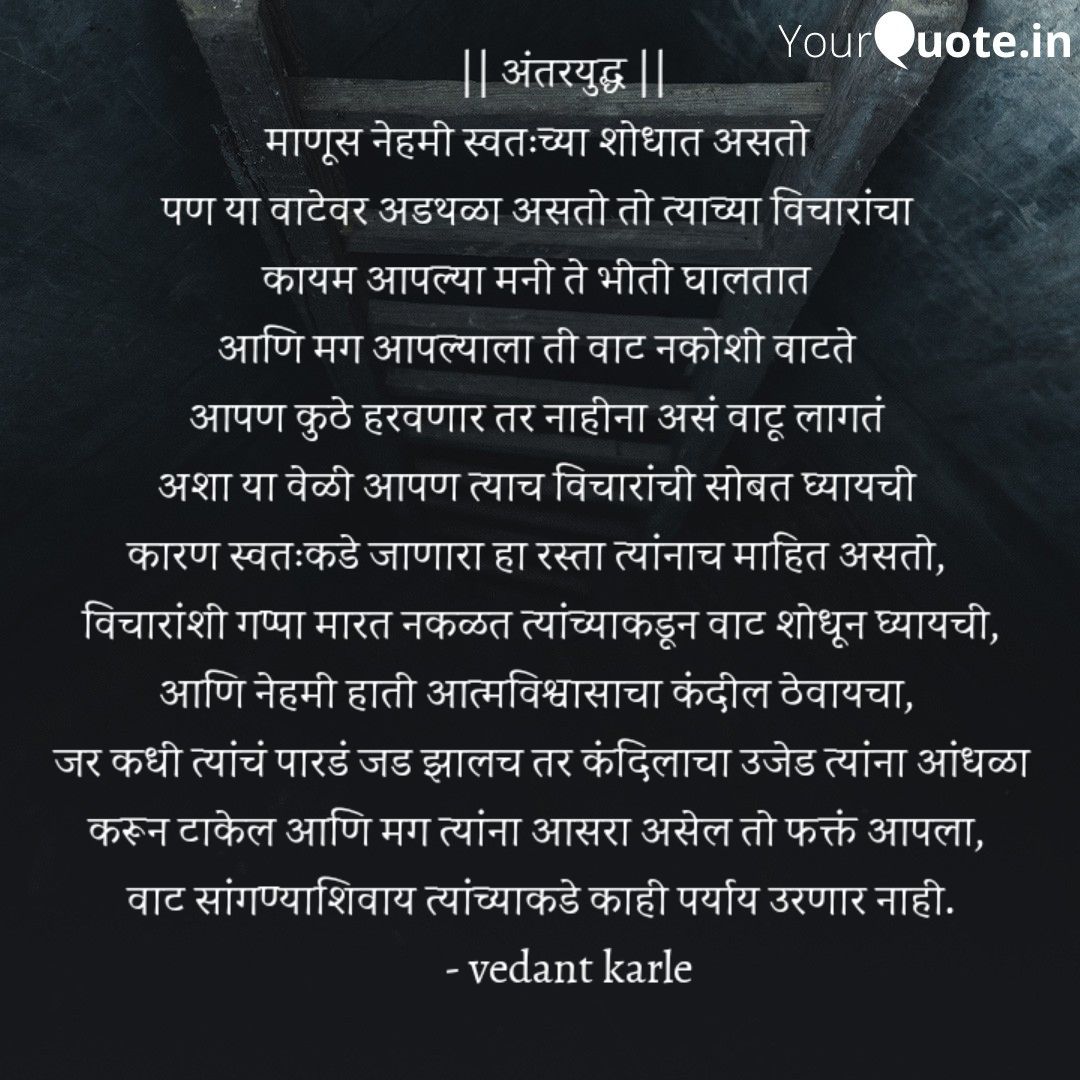 YourQuote.in
|| अंतरयुद्ध ||
माणूस नेहमी स्वतःच्या शोधात असतो
पण या वाटेवर अडथळा असतो तो त्याच्या विचारांचा
कायम आपल्या मनी ते भीती घालतात
आणि मग आपल्याला ती वाट नकोशी वाटते
आपण कुठे हरवणार तर नाहीना असं वाटू लागतं
अशा या वेळी आपण त्याच विचारांची सोबत घ्यायची
कारण स्वतःकडे जाणारा हा रस्ता त्यांनाच माहित असतो,
विचारांशी गप्पा मारत नकळत त्यांच्याकडून वाट शोधून घ्यायची,
आणि नेहमी हाती आत्मविश्वासाचा कंदील ठेवायचा,
जर कधी त्यांचं पारडं जड झालच तर कंदिलाचा उजेड त्यांना आंधळा
करून टाकेल आणि मग त्यांना आसरा असेल तो फक्तं आपला,
वाट सांगण्याशिवाय त्यांच्याकडे काही पर्याय उरणार नाही.
- vedant karle